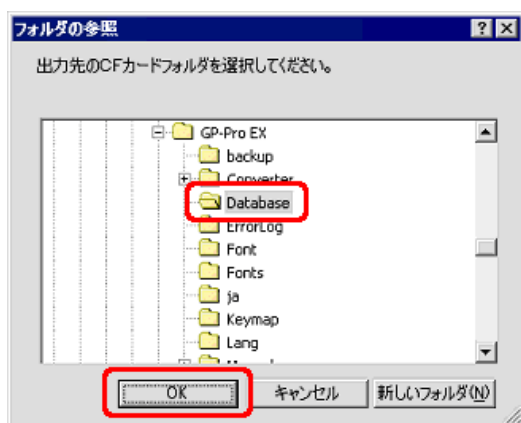 フォルダの参照
出力先のCFカードフォルダを選択してください。
GP-Pro EX
backup
Converter
Database
ErrorLog
Font
Fonts
ja
Keymap
Lang
OK
キャンセル
新しいフォルダ(N)